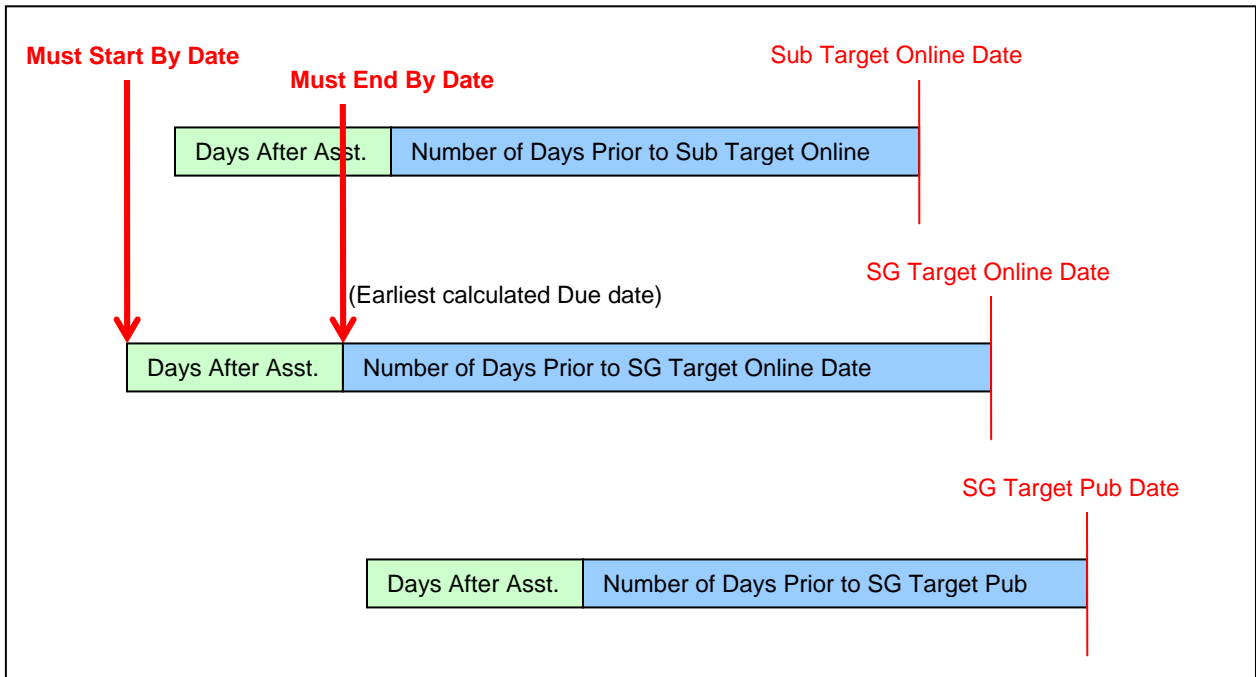 Must Start By Date
Sub Target Online Date
Must End By Date
Days After Asst.
Number of Days Prior to Sub Target Online
SG Target Online Date
(Earliest calculated Due date)
Days After Asst.
Number of Days Prior to SG Target Online Date
SG Target Pub Date
Days After Asst.
Number of Days Prior to SG Target Pub